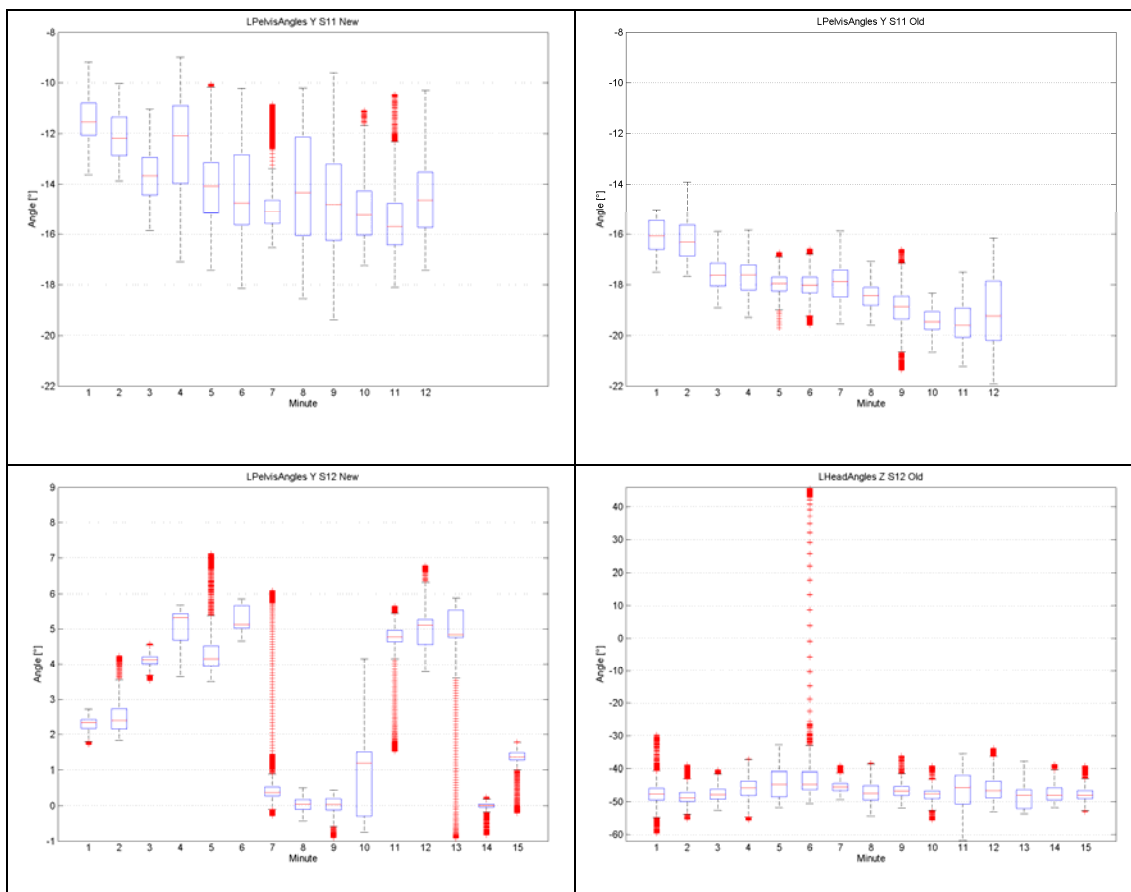 LPelvisAngles Y S11 New
-8
-10
-12
-14
-16
-18
-20
-22
Angle [°]
1 2 3 4 5 6 7 8 9 10 11 12
Minute
LPelvisAngles Y S11 Old
-8
-10
-12
-14
-16
-18
-20
-22
Angle [°]
1 2 3 4 5 6 7 8 9 10 11 12
Minute
LPelvisAngles Y S12 New
9
8
7
6
5
4
3
2
1
0
-1
Angle [°]
1 2 3 4 5 6 7 8 9 10 11 12 13 14 15
Minute
LHeadAngles Z S12 Old
40
30
20
10
0
-10
-20
-30
-40
-50
-60
Angle [°]
1 2 3 4 5 6 7 8 9 10 11 12 13 14 15
Minute